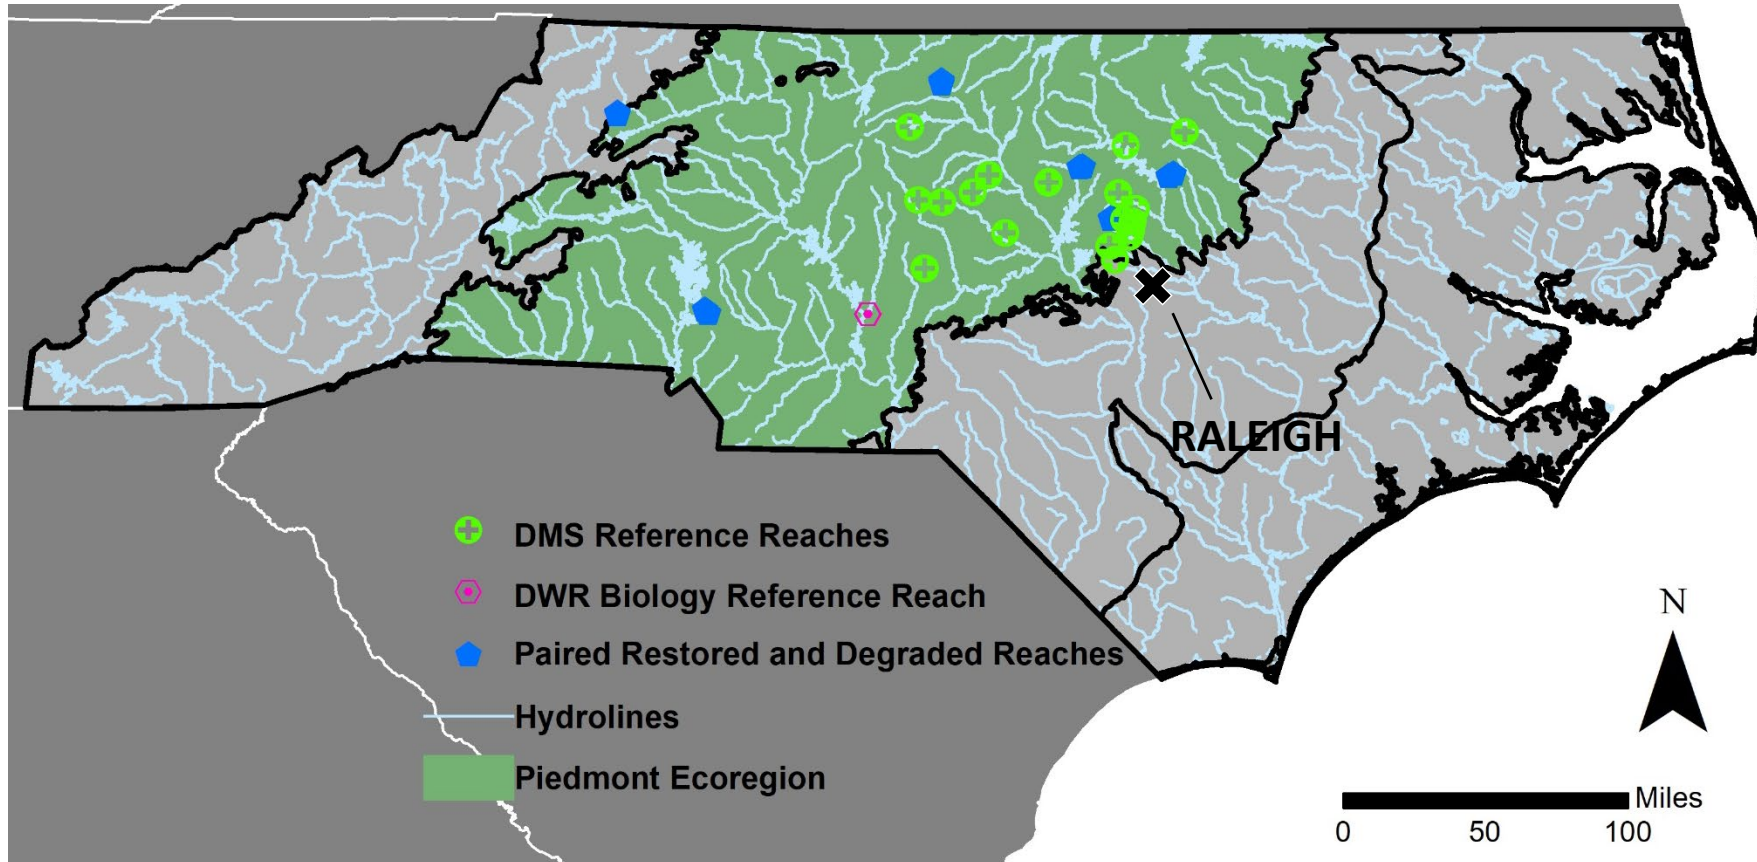 RALEIGH
DMS Reference Reaches
DWR Biology Reference Reach
Paired Restored and Degraded Reaches
Hydrolines
Piedmont Ecoregion
N
Miles
0 50 100